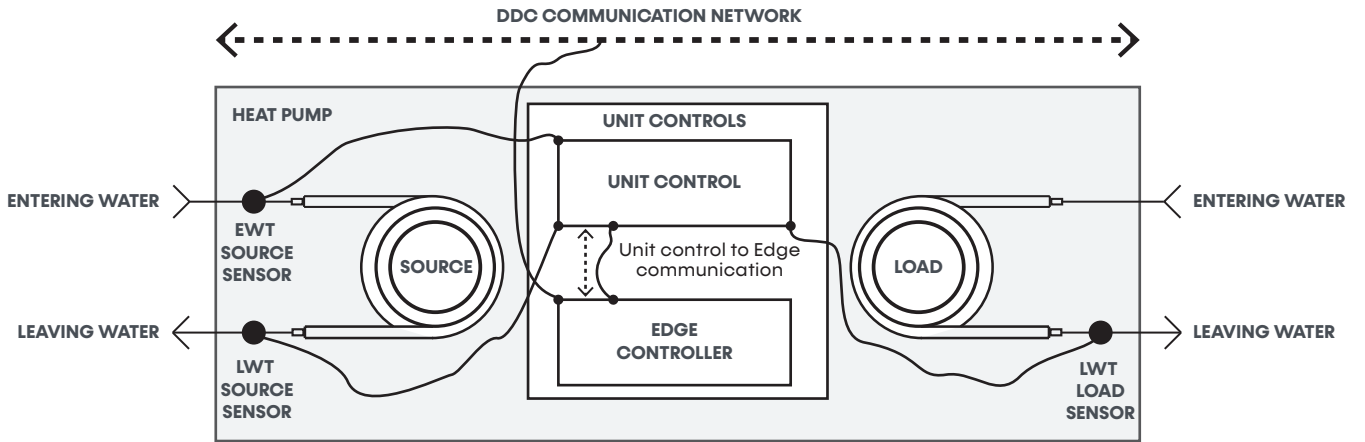 DDC COMMUNICATION NETWORK
HEAT PUMP
UNIT CONTROLS
UNIT CONTROL
ENTERING WATER
ENTERING WATER
EWT
SOURCE
SENSOR
SOURCE
Unit control to Edge
communication
LOAD
LEAVING WATER
EDGE
CONTROLLER
LEAVING WATER
LWT
SOURCE
SENSOR
LWT
LOAD
SENSOR